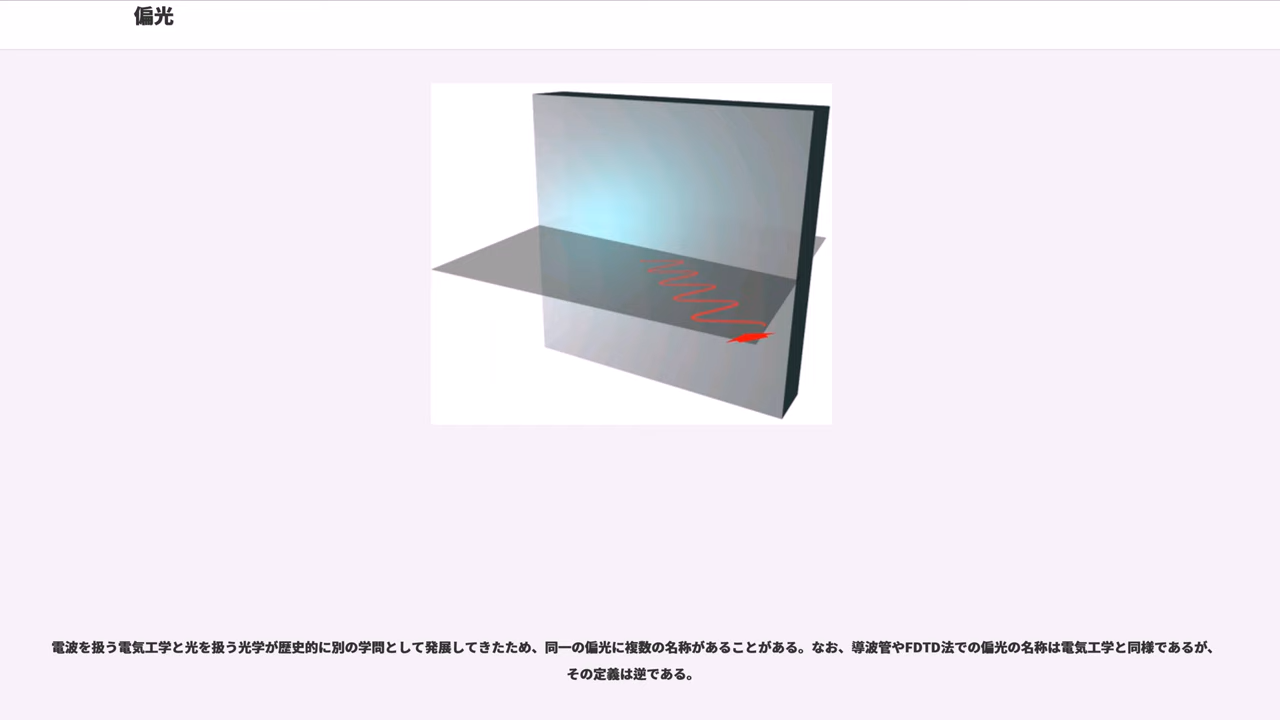 偏光
電波を扱う電気工学と光を扱う光学が歴史的に別の学問として発展してきたため、同一の偏光に複数の名称があることがある。なお、導波管やFDTD法での偏光の名称は電気工学と同様であるが、
その定義は逆である。